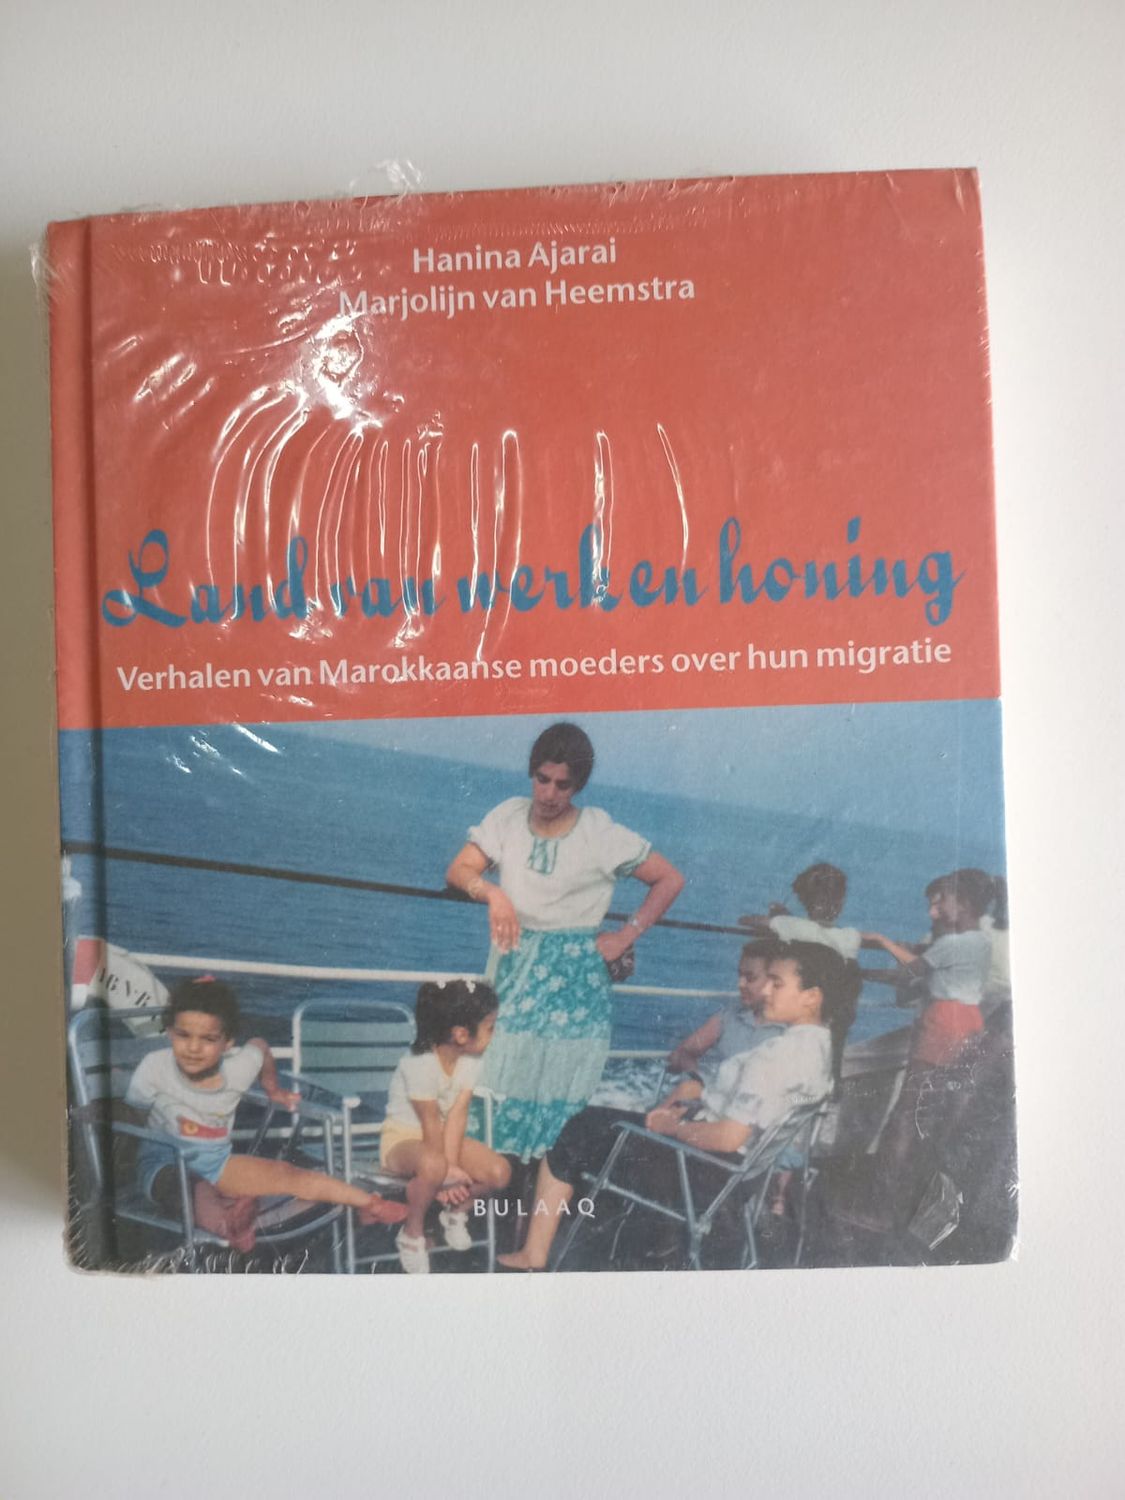 Hanina Ajarai
Marjolijn van Heemstra
Land van werk en honing
Verhalen van Marokkaanse moeders over hun migratie
BULAAQ